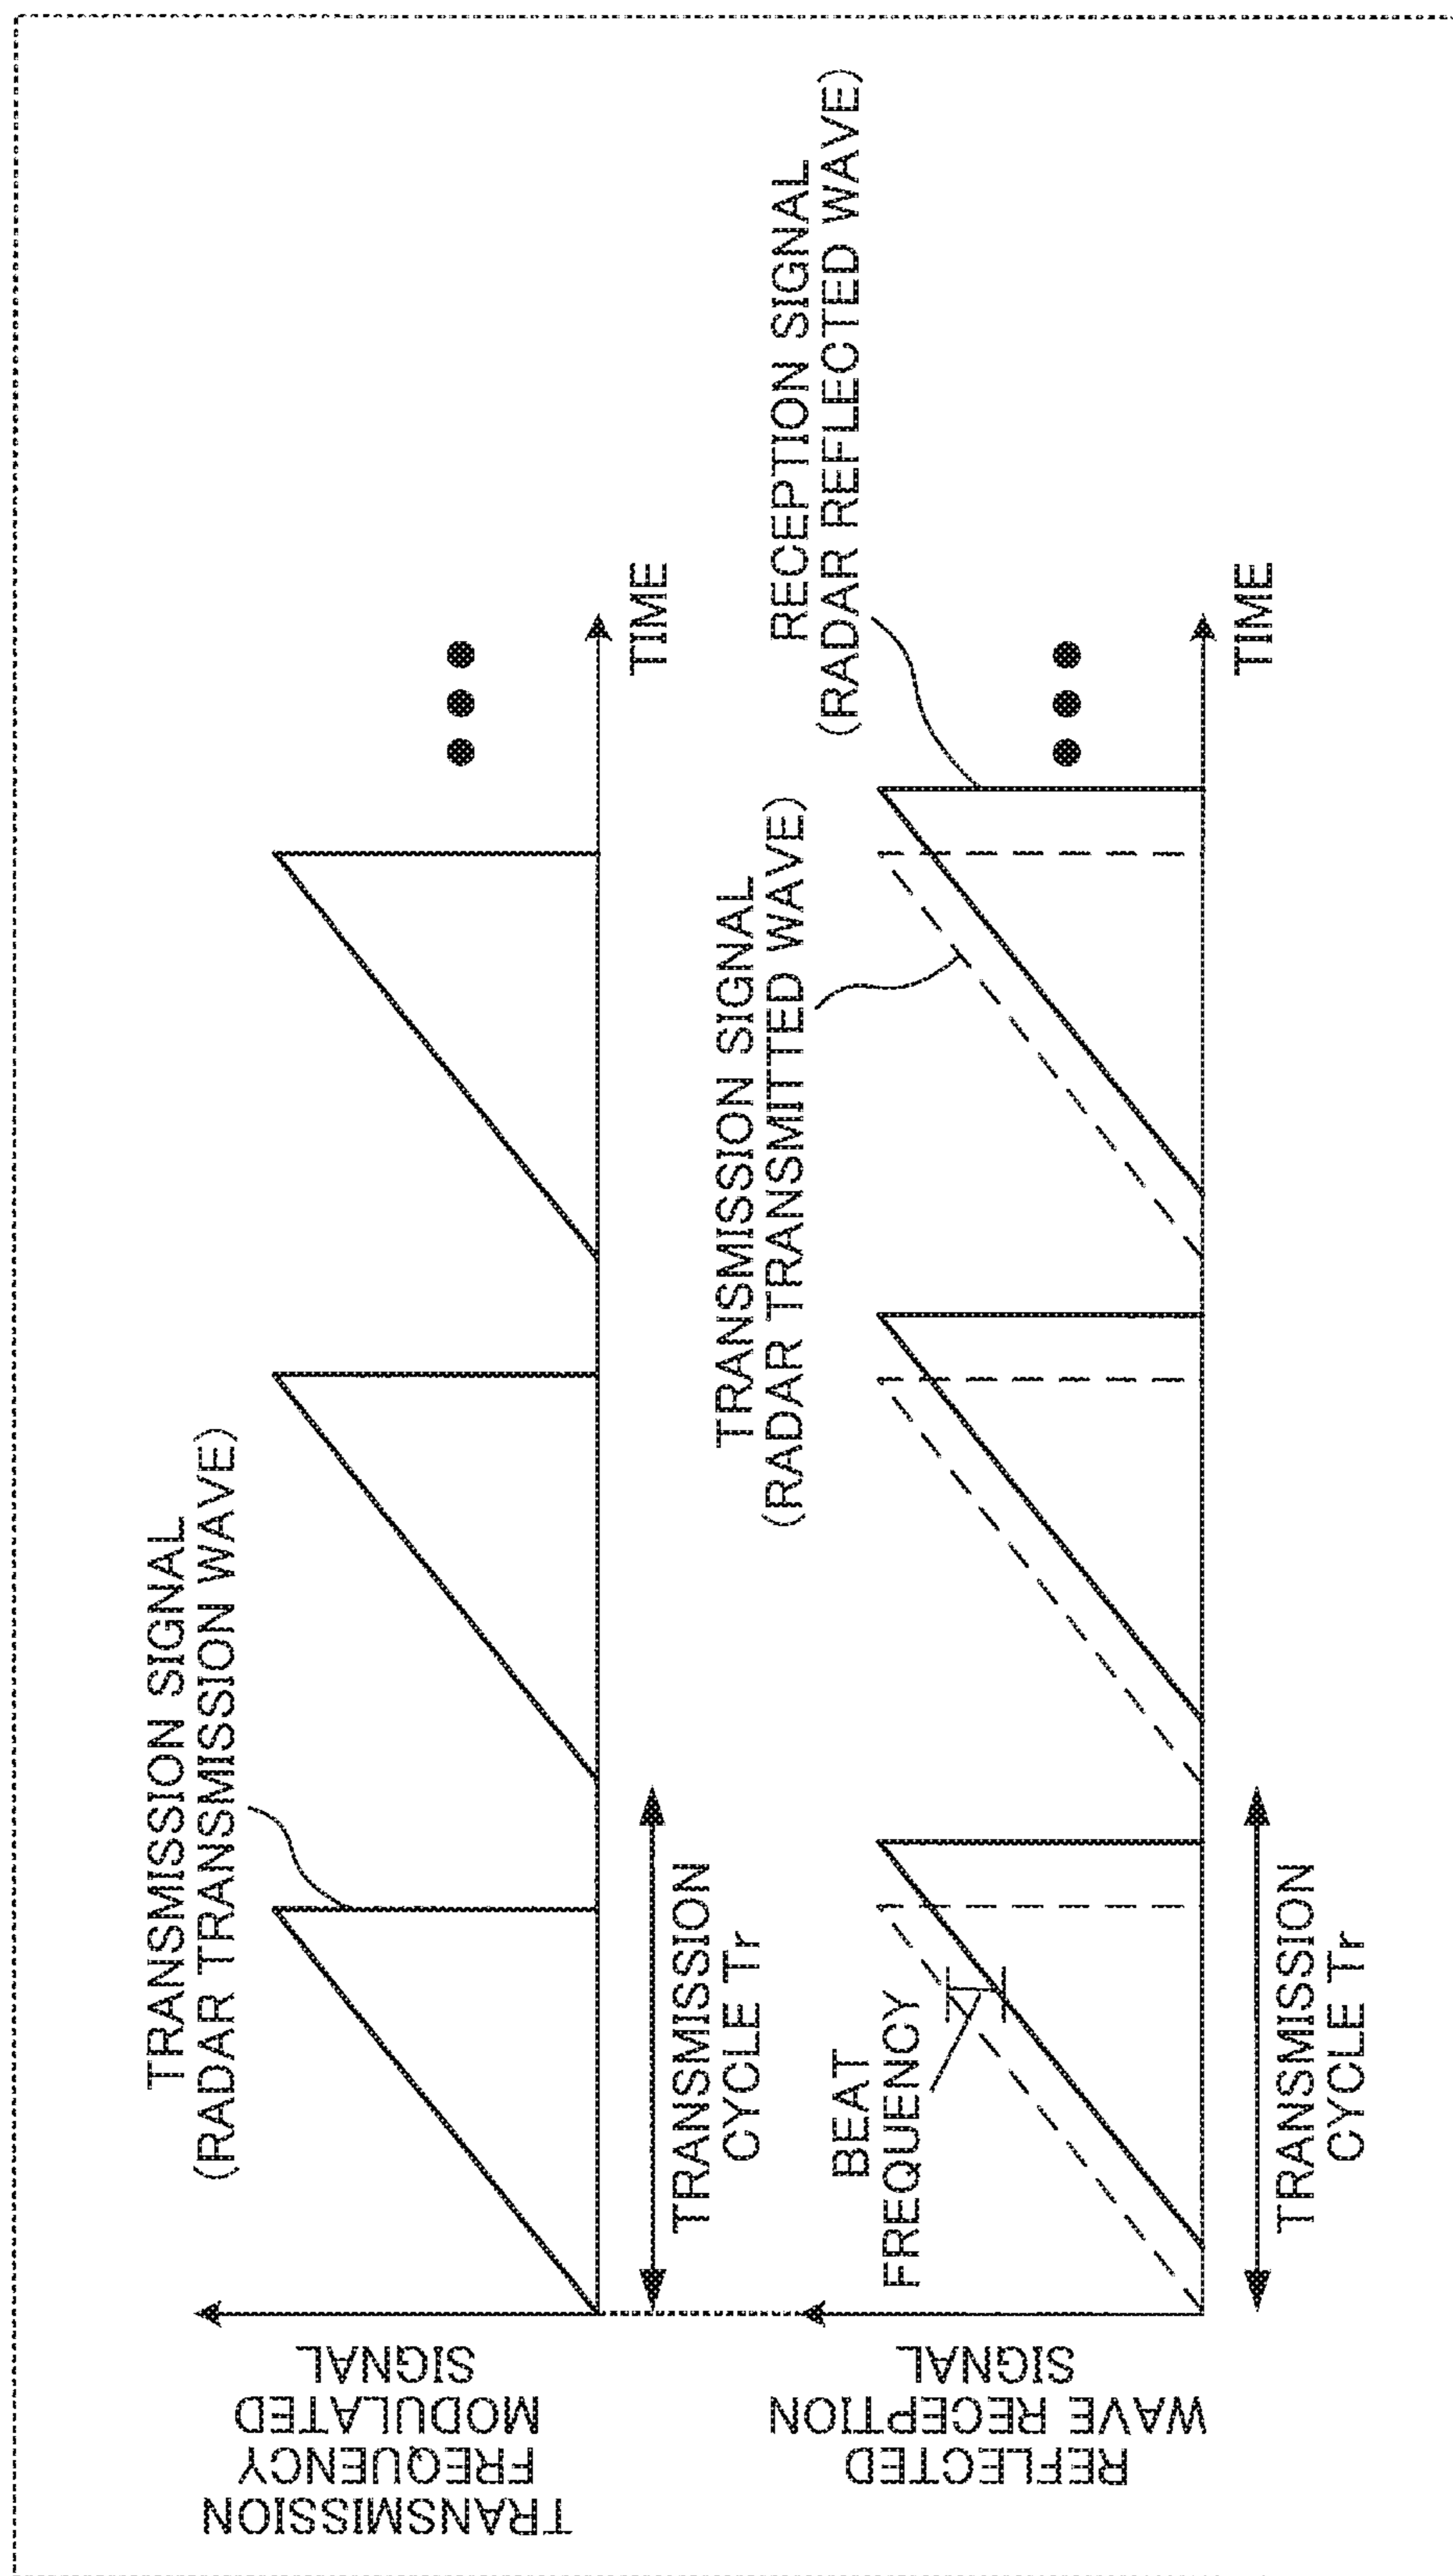 TRANSMISSION
FREQUENCY
MODULATED
SIGNAL
TRANSMISSION SIGNAL
(RADAR TRANSMISSION WAVE)
TIME
TRANSMISSION
CYCLE Tr
REFLECTED
WAVE RECEPTION
SIGNAL
BEAT
FREQUENCY
TRANSMISSION SIGNAL
(RADAR TRANSMITTED WAVE)
RECEPTION SIGNAL
(RADAR REFLECTED WAVE)
TIME
TRANSMISSION
CYCLE Tr